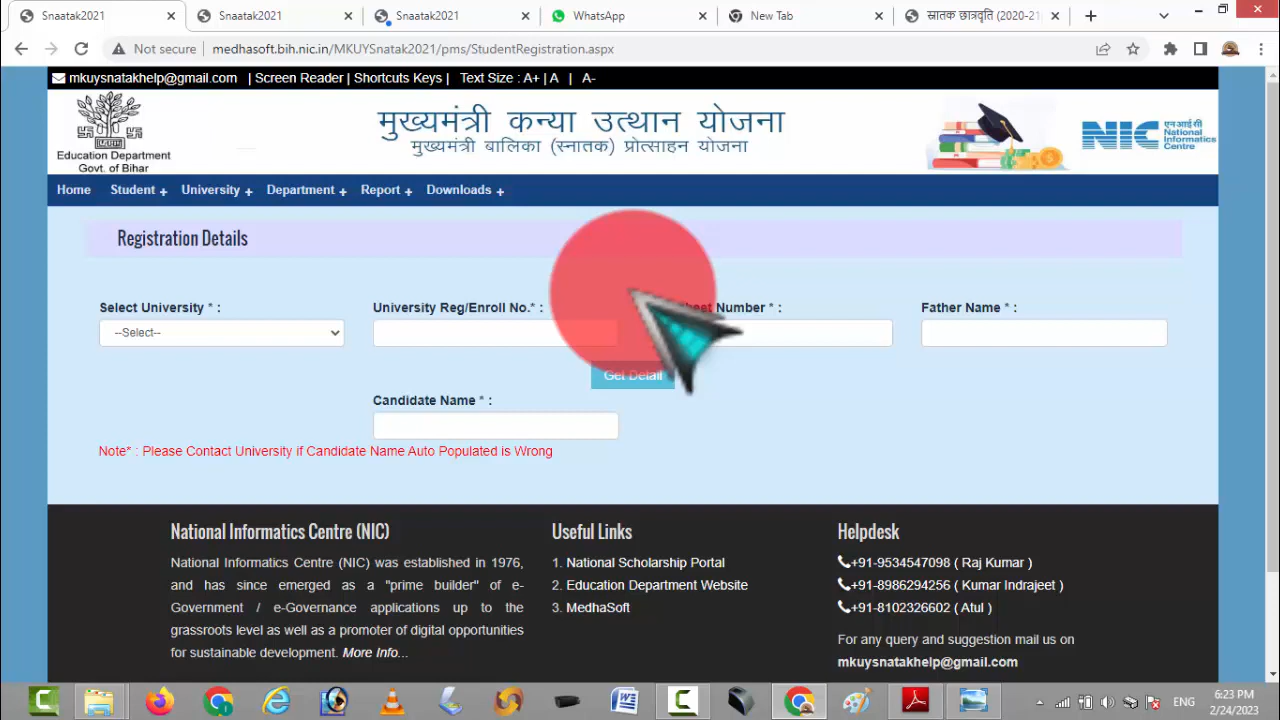 Snaatak2021
Snaatak2021
Snaatak2021
WhatsApp
New Tab
स्नातक छात्रवृति (2020-21)
Not secure
medhasoft.bih.nic.in/MKUYSnatak2021/pms/StudentRegistration.aspx
mkuysnatakhelp@gmail.com | Screen Reader | Shortcuts Keys | Text Size : A+ | A | A-
मुख्यमंत्री कन्या उत्थान योजना
मुख्यमंत्री बालिका (स्नातक) प्रोत्साहन योजना
Education Department
Govt. of Bihar
NIC एन आई सी
National
Informatics
Centre
Home Student + University + Department + Report + Downloads +
Registration Details
Select University * : University Reg/Enroll No.* : Number * : Father Name * :
--Select--
Get Detail
Candidate Name * :
Note* : Please Contact University if Candidate Name Auto Populated is Wrong
National Informatics Centre (NIC)
National Informatics Centre (NIC) was established in 1976,
and has since emerged as a "prime builder" of e-
Government / e-Governance applications up to the
grassroots level as well as a promoter of digital opportunities
for sustainable development. More Info...
Useful Links
1. National Scholarship Portal
2. Education Department Website
3. MedhaSoft
Helpdesk
+91-9534547098 ( Raj Kumar )
+91-8986294256 ( Kumar Indrajeet )
+91-8102326602 ( Atul )
For any query and suggestion mail us on
mkuysnatakhelp@gmail.com
ENG
6:23 PM
2/24/2023